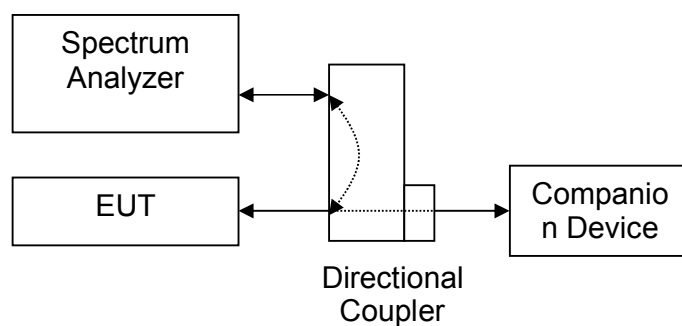 Spectrum
Analyzer
EUT
Companio
n Device
Directional
Coupler